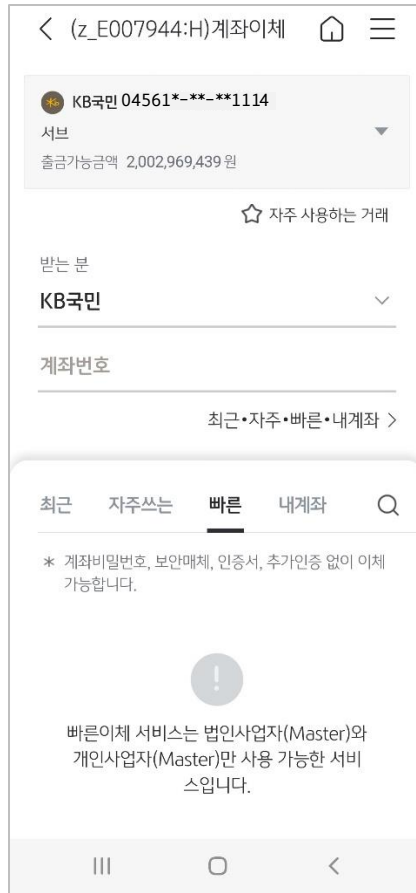 (z_E007944:H)계좌이체
KB국민 04561*-**-**1114
서브
출금가능금액 2,002,969,439 원
자주 사용하는 거래
받는 분
KB국민
계좌번호
최근•자주•빠른•내계좌 >
최근 자주쓰는 빠른 내계좌
* 계좌비밀번호, 보안매체, 인증서, 추가인증 없이 이체
가능합니다.
빠른이체 서비스는 법인사업자(Master)와
개인사업자(Master)만 사용 가능한 서비
스입니다.